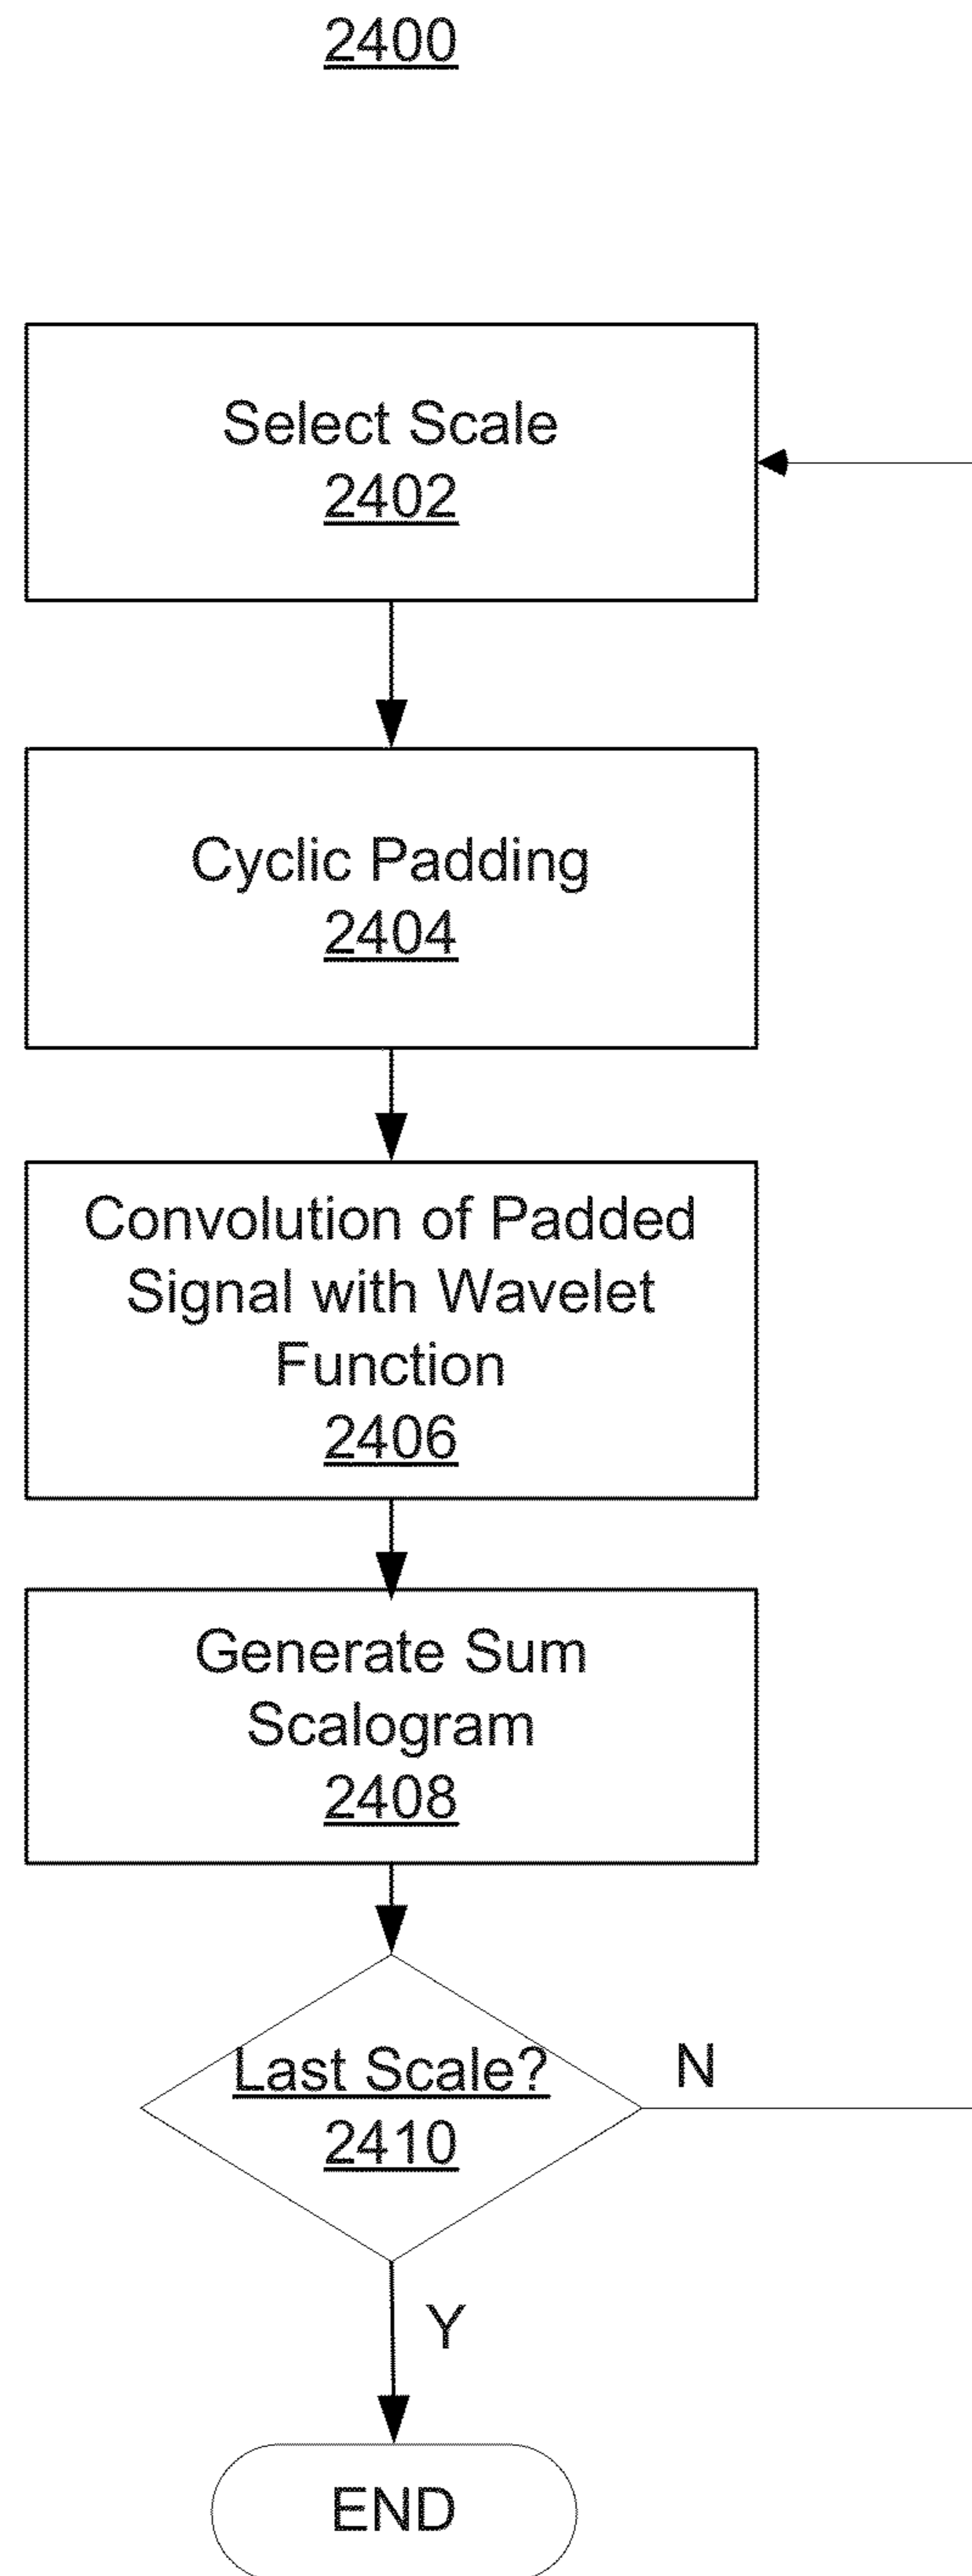 2400
Select Scale
2402
Cyclic Padding
2404
Convolution of Padded
Signal with Wavelet
Function
2406
Generate Sum
Scalogram
2408
Last Scale?
2410
N
Y
END